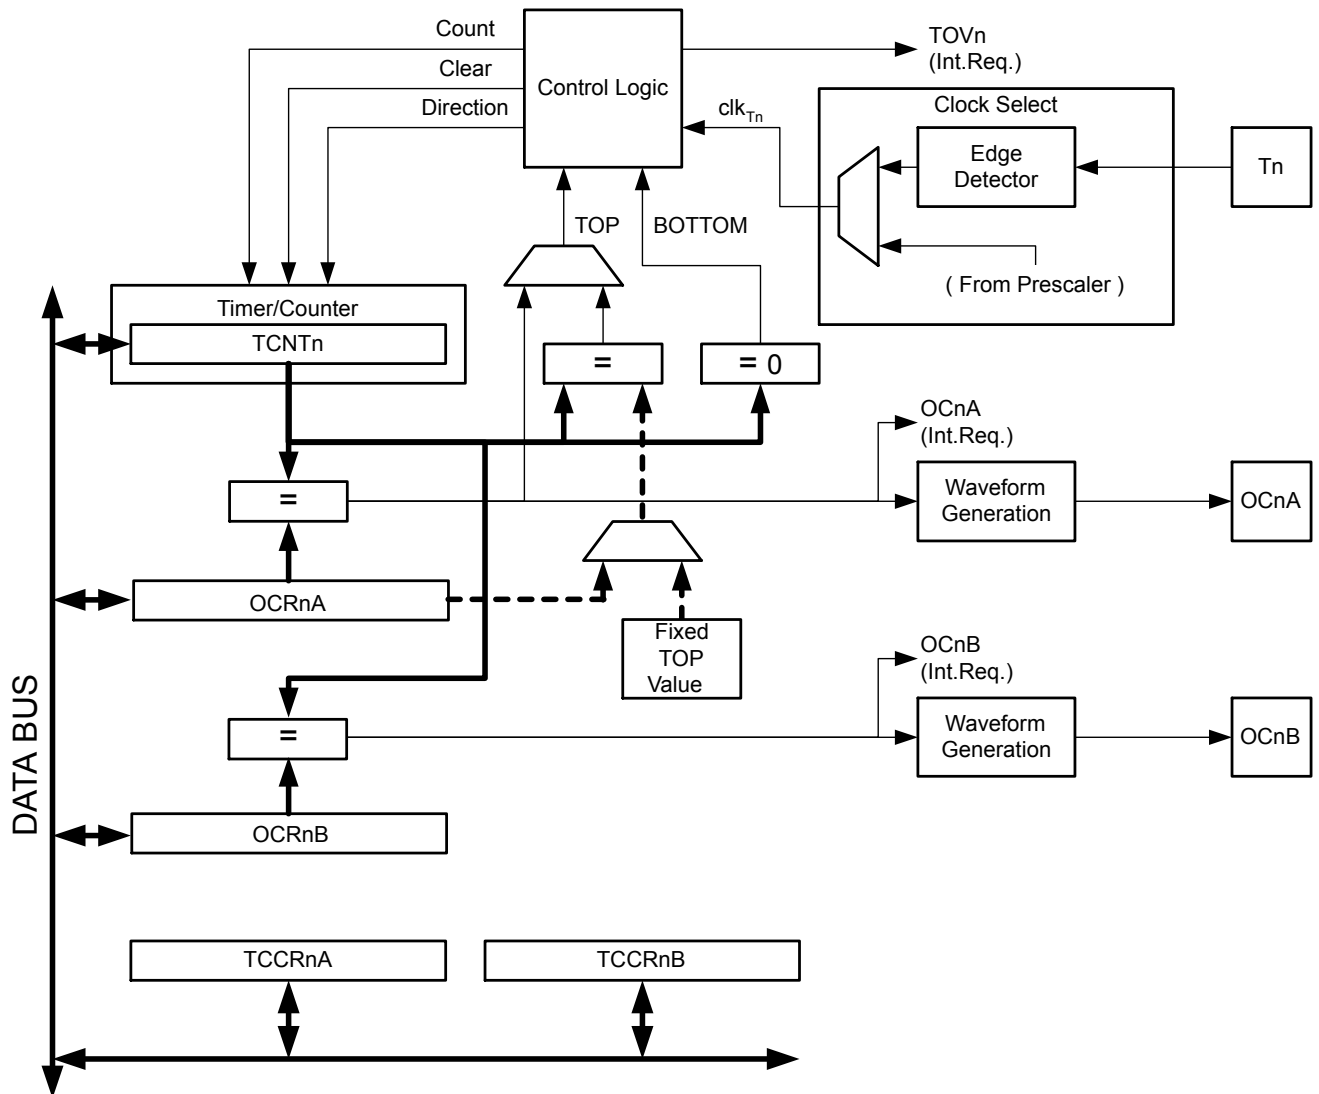 Count
Clear
Direction
Control Logic
TOVn
(Int.Req.)
clkTn
Clock Select
Edge
Detector
Tn
( From Prescaler )
TOP
BOTTOM
Timer/Counter
TCNTn
=
= 0
OCnA
(Int.Req.)
=
Waveform
Generation
OCnA
OCRnA
Fixed
TOP
Value
OCnB
(Int.Req.)
=
Waveform
Generation
OCnB
DATA BUS
OCRnB
TCCRnA
TCCRnB